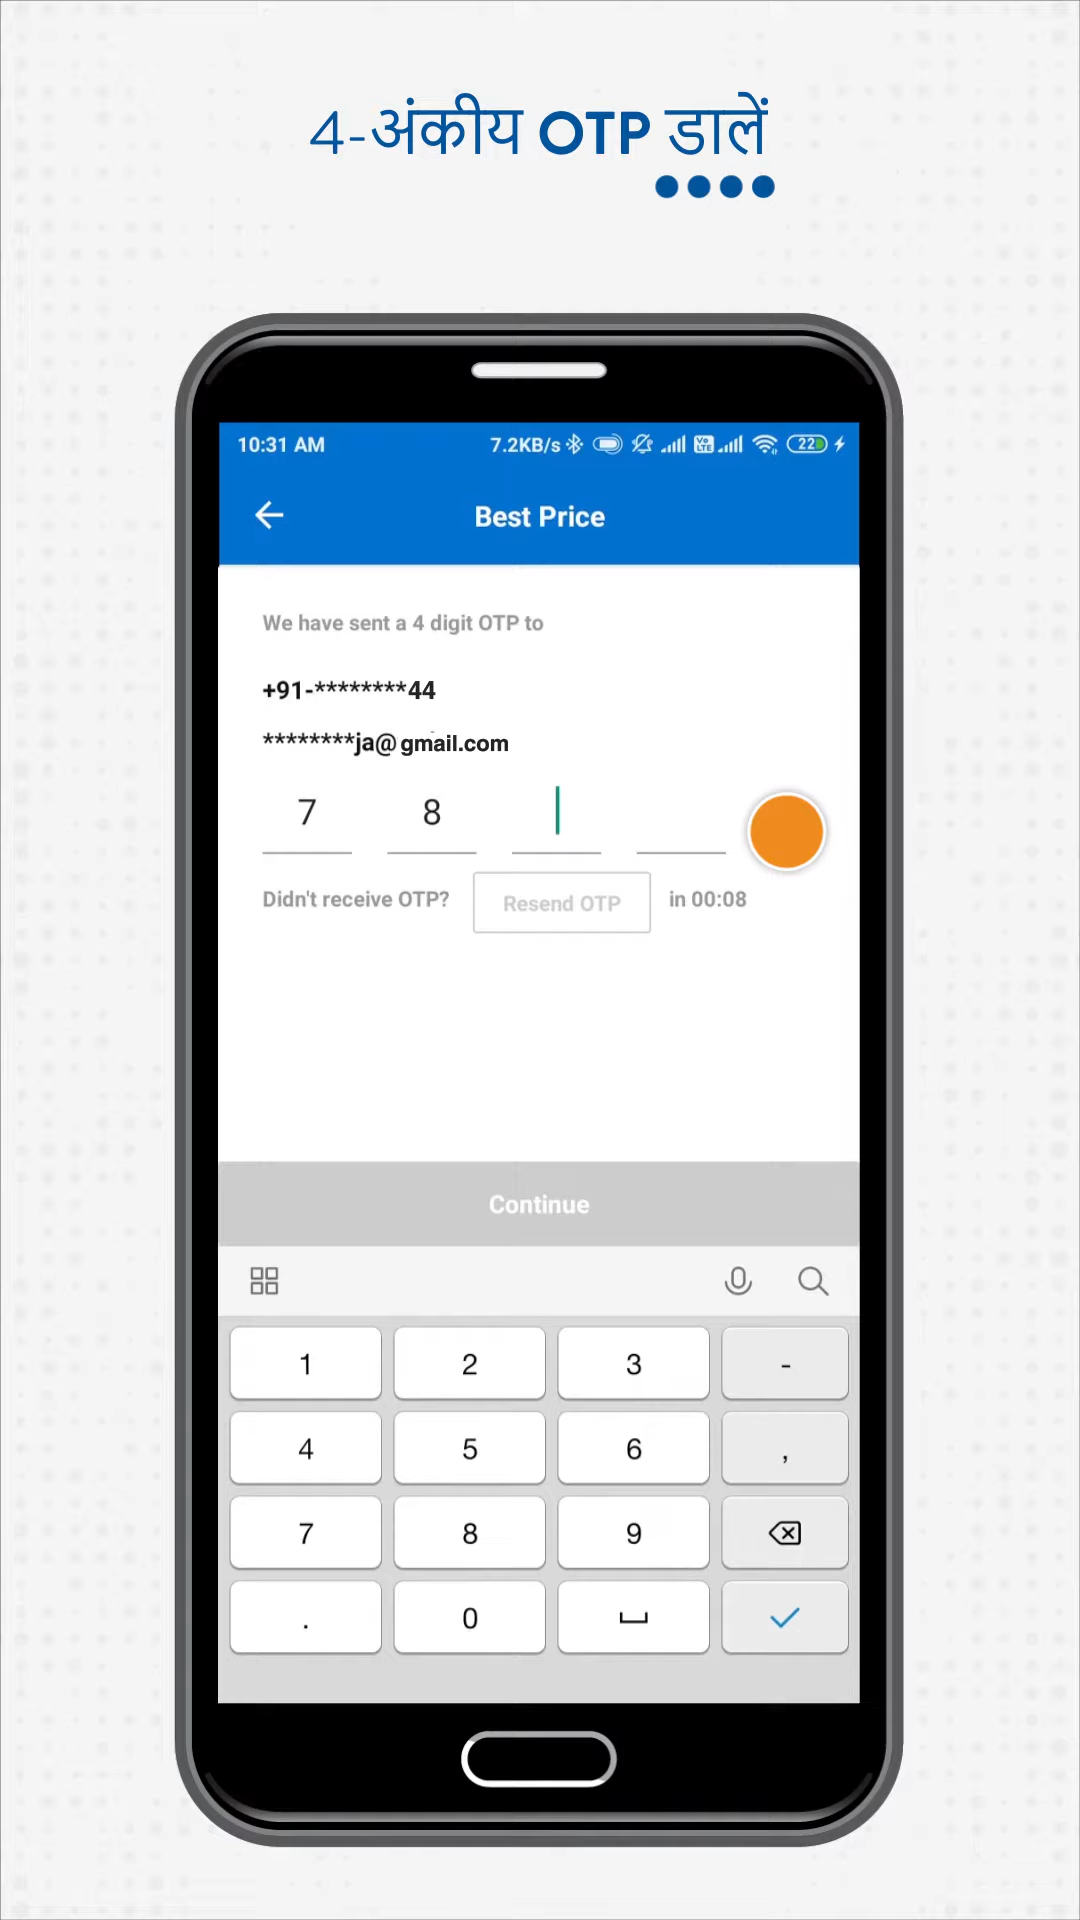 4-अंकीय OTP डालें
10:31 AM 7.2KB/s Vo LTE 22
Best Price
We have sent a 4 digit OTP to
+91-********44
********ja@gmail.com
7 8
Didn't receive OTP? Resend OTP in 00:08
Continue
1 2 3 -
4 5 6 ,
7 8 9
. 0